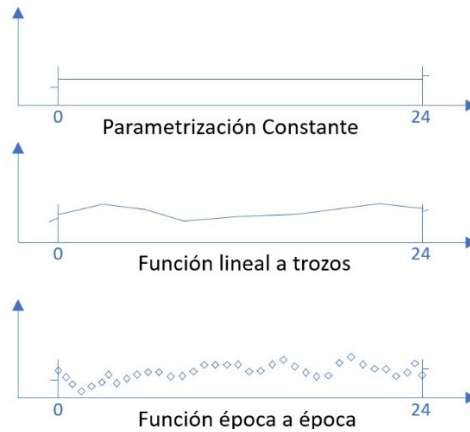 0
24
Parametrización Constante
0
24
Función lineal a trozos
0
24
Función época a época